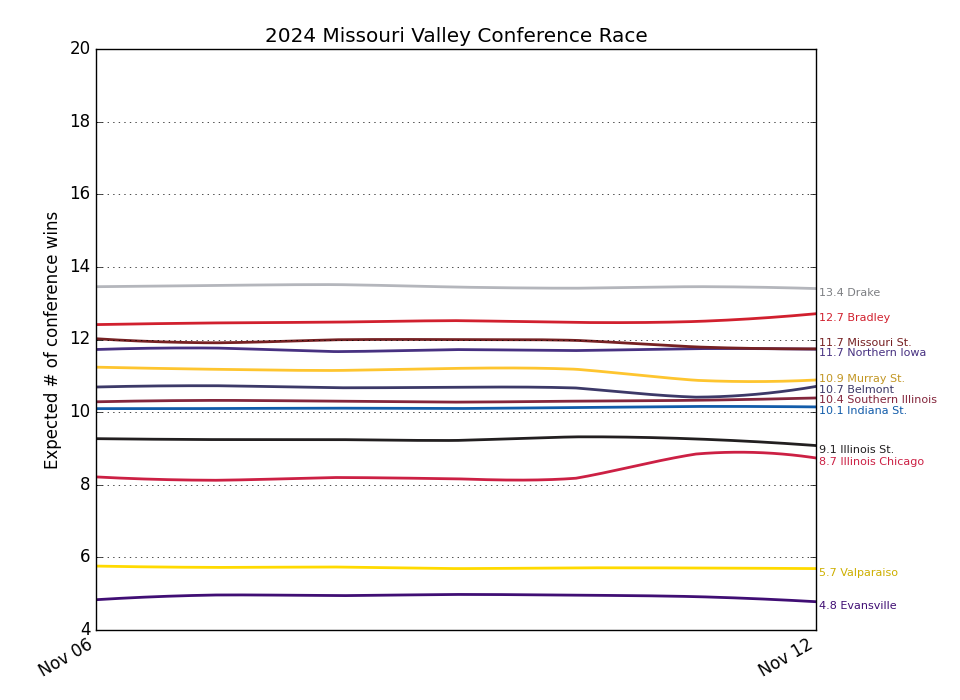 2024 Missouri Valley Conference Race
Expected # of conference wins
20
18
16
14
12
10
8
6
4
Nov 06
Nov 12
13.4 Drake
12.7 Bradley
11.7 Missouri St.
11.7 Northern Iowa
10.9 Murray St.
10.7 Belmont
10.4 Southern Illinois
10.1 Indiana St.
9.1 Illinois St.
8.7 Illinois Chicago
5.7 Valparaiso
4.8 Evansville